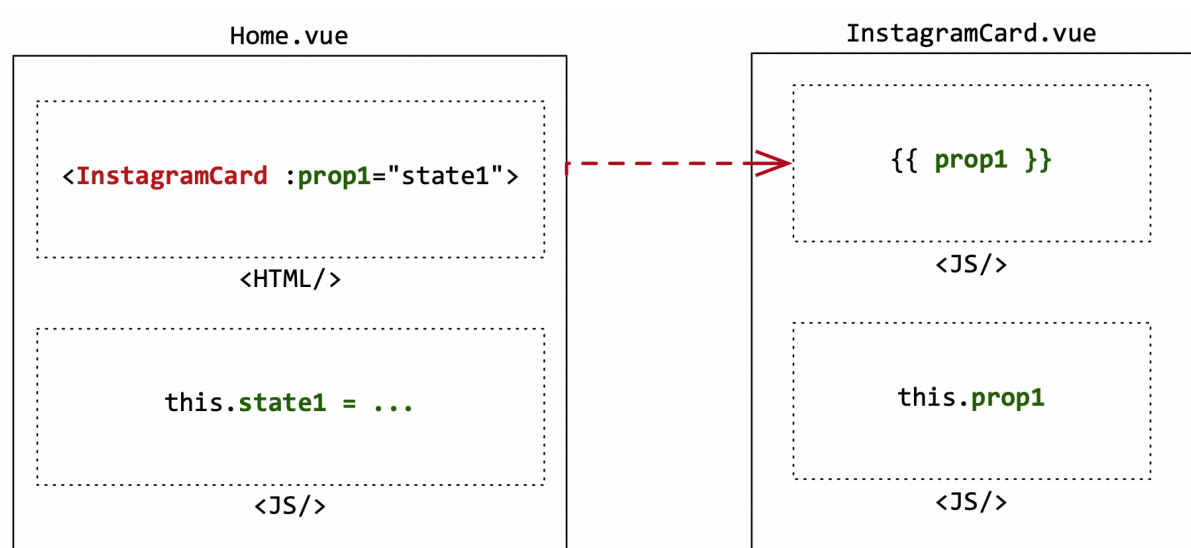 Home.vue
<InstagramCard :prop1="state1">
<HTML/>
this.state1 = ...
<JS/>
InstagramCard.vue
{{ prop1 }}
<JS/>
this.prop1
<JS/>